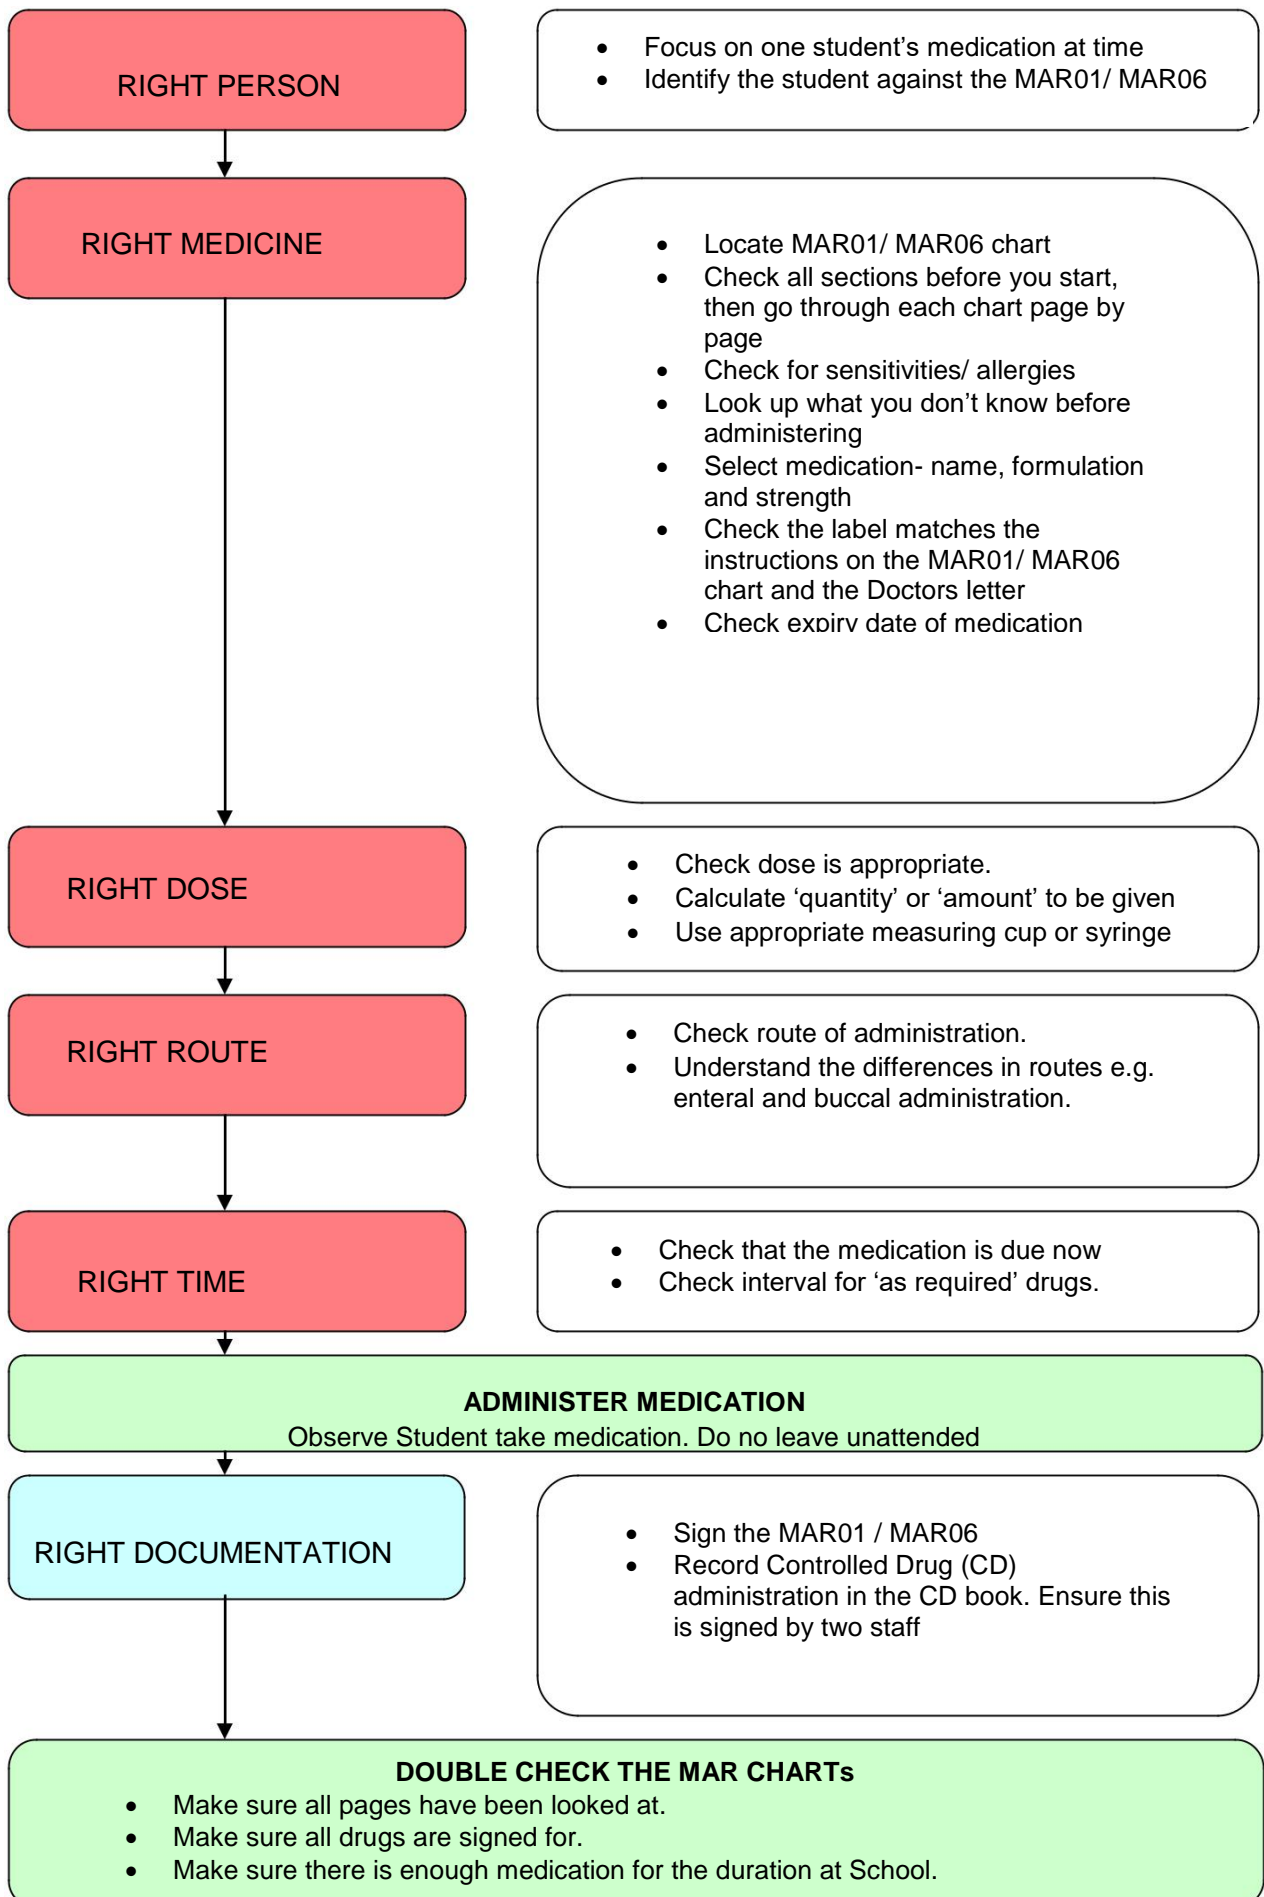 RIGHT PERSON
• Focus on one student’s medication at time
• Identify the student against the MAR01/ MAR06
RIGHT MEDICINE
• Locate MAR01/ MAR06 chart
• Check all sections before you start,
then go through each chart page by
page
• Check for sensitivities/ allergies
• Look up what you don’t know before
administering
• Select medication- name, formulation
and strength
• Check the label matches the
instructions on the MAR01/ MAR06
chart and the Doctors letter
• Check expiry date of medication
RIGHT DOSE
• Check dose is appropriate.
• Calculate ‘quantity’ or ‘amount’ to be given
• Use appropriate measuring cup or syringe
RIGHT ROUTE
• Check route of administration.
• Understand the differences in routes e.g.
enteral and buccal administration.
RIGHT TIME
• Check that the medication is due now
• Check interval for ‘as required’ drugs.
ADMINISTER MEDICATION
Observe Student take medication. Do no leave unattended
RIGHT DOCUMENTATION
• Sign the MAR01 / MAR06
• Record Controlled Drug (CD)
administration in the CD book. Ensure this
is signed by two staff
DOUBLE CHECK THE MAR CHARTs
• Make sure all pages have been looked at.
• Make sure all drugs are signed for.
• Make sure there is enough medication for the duration at School.